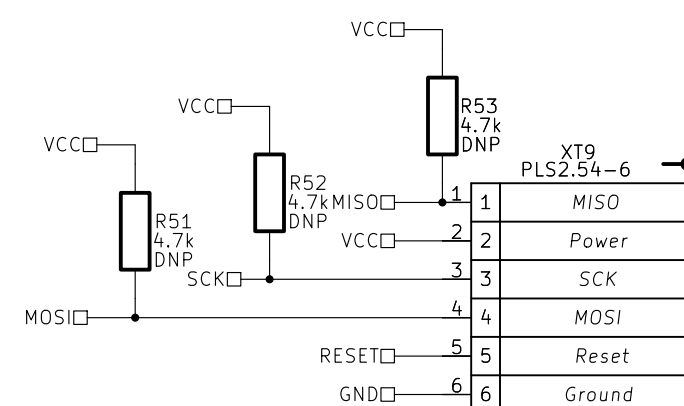 VCC
R53
4.7k
DNP
VCC
R52
4.7k
DNP
VCC
R51
4.7k
DNP
XT9
PLS2.54-6
MISO 1 1 MISO
VCC 2 2 Power
SCK 3 3 SCK
MOSI 4 4 MOSI
RESET 5 5 Reset
GND 6 6 Ground